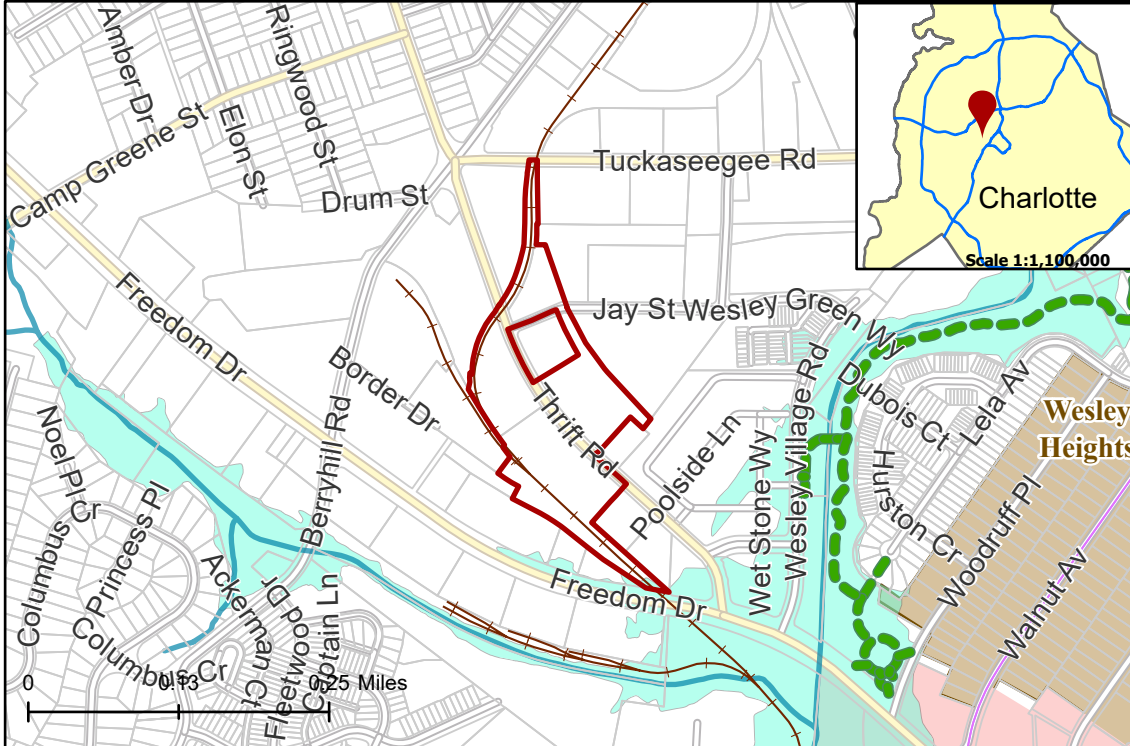 Amber Dr
Ringwood St
Elon St
Camp Greene St
Drum St
Tuckaseegee Rd
Charlotte
Scale 1:1,100,000
Freedom Dr
Border Dr
Berryhill Rd
Jay St
Wesley Green Wy
Thrift Rd
Poolside Ln
Wet Stone Wy
Wesley Village Rd
Dubois Ct
Lela Av
Hurston Cr
Wesley
Heights
Woodruff Pl
Walnut Av
Noel Pl
Columbus Cr
Princess Pl
Columbus Cr
Ackerman Ct
Fleetwood Dr
Captain Ln
Freedom Dr
0
0.13
0.25 Miles